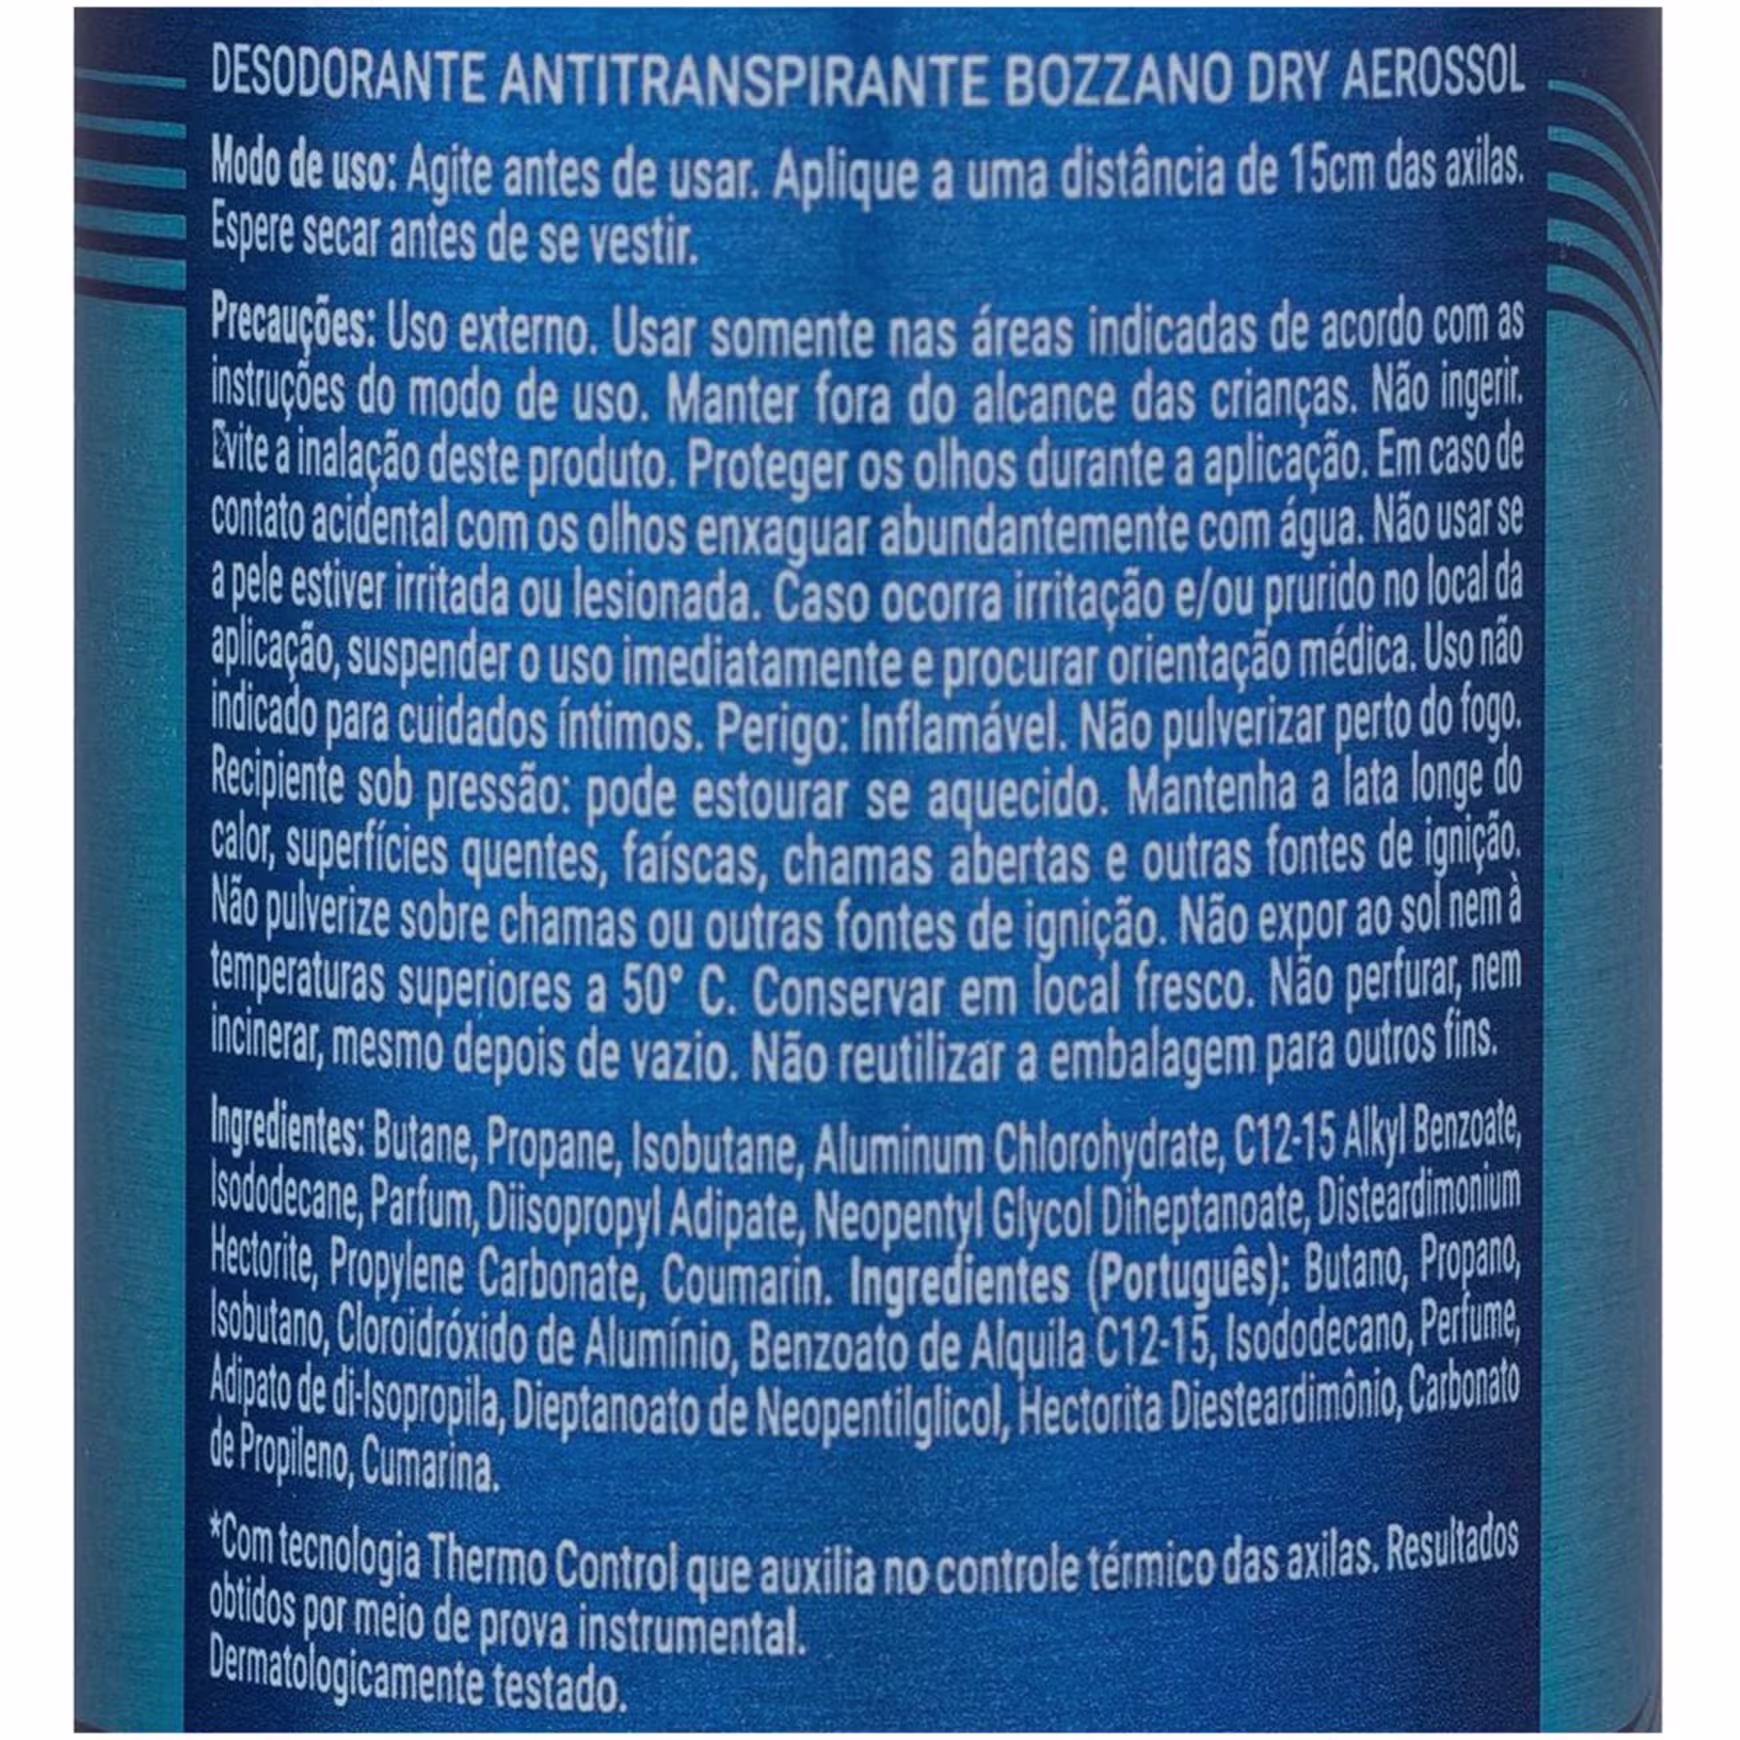 DESODORANTE ANTITRANSPIRANTE BOZZANO DRY AEROSSOL
Modo de uso: Agite antes de usar. Aplique a uma distância de 15cm das axilas.
Espere secar antes de se vestir.
Precauções: Uso externo. Usar somente nas áreas indicadas de acordo com as
instruções do modo de uso. Manter fora do alcance das crianças. Não ingerir.
Evite a inalação deste produto. Proteger os olhos durante a aplicação. Em caso de
contato acidental com os olhos enxaguar abundantemente com água. Não usar se
a pele estiver irritada ou lesionada. Caso ocorra irritação e/ou prurido no local da
aplicação, suspender o uso imediatamente e procurar orientação médica. Uso não
indicado para cuidados íntimos. Perigo: Inflamável. Não pulverizar perto do fogo.
Recipiente sob pressão: pode estourar se aquecido. Mantenha a lata longe do
calor, superfícies quentes, faíscas, chamas abertas e outras fontes de ignição.
Não pulverize sobre chamas ou outras fontes de ignição. Não expor ao sol nem à
temperaturas superiores a 50° C. Conservar em local fresco. Não perfurar, nem
incinerar, mesmo depois de vazio. Não reutilizar a embalagem para outros fins.
Ingredientes: Butane, Propane, Isobutane, Aluminum Chlorohydrate, C12-15 Alkyl Benzoate,
Isododecane, Parfum, Diisopropyl Adipate, Neopentyl Glycol Diheptanoate, Disteardimonium
Hectorite, Propylene Carbonate, Coumarin. Ingredientes (Português): Butano, Propano,
Isobutano, Cloroidróxido de Alumínio, Benzoato de Alquila C12-15, Isododecano, Perfume,
Adipato de di-Isopropila, Dieptanoato de Neopentilglicol, Hectorita Diesteardimônio, Carbonato
de Propileno, Cumarina.
*Com tecnologia Thermo Control que auxilia no controle térmico das axilas. Resultados
obtidos por meio de prova instrumental.
Dermatologicamente testado.